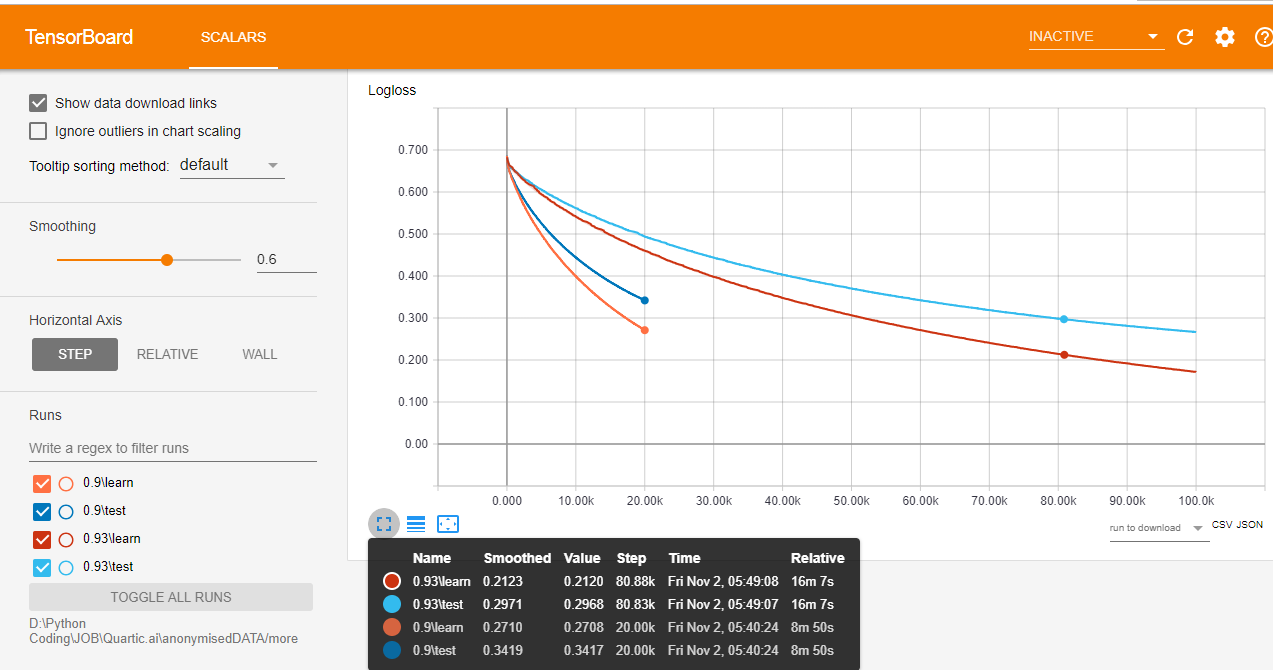 TensorBoard SCALARS INACTIVE
Show data download links
Ignore outliers in chart scaling
Tooltip sorting method: default
Smoothing
0.6
Horizontal Axis
STEP RELATIVE WALL
Runs
Write a regex to filter runs
0.9\learn
0.9\test
0.93\learn
0.93\test
TOGGLE ALL RUNS
D:\Python
Coding\JOB\Quartic.ai\anonymisedDATA/more
Logloss
0.700
0.600
0.500
0.400
0.300
0.200
0.100
0.00
0.000 10.00k 20.00k 30.00k 40.00k 50.00k 60.00k 70.00k 80.00k 90.00k 100.0k
run to download CSV JSON
Name Smoothed Value Step Time Relative
0.93\learn 0.2123 0.2120 80.88k Fri Nov 2, 05:49:08 16m 7s
0.93\test 0.2971 0.2968 80.83k Fri Nov 2, 05:49:07 16m 7s
0.9\learn 0.2710 0.2708 20.00k Fri Nov 2, 05:40:24 8m 50s
0.9\test 0.3419 0.3417 20.00k Fri Nov 2, 05:40:24 8m 50s